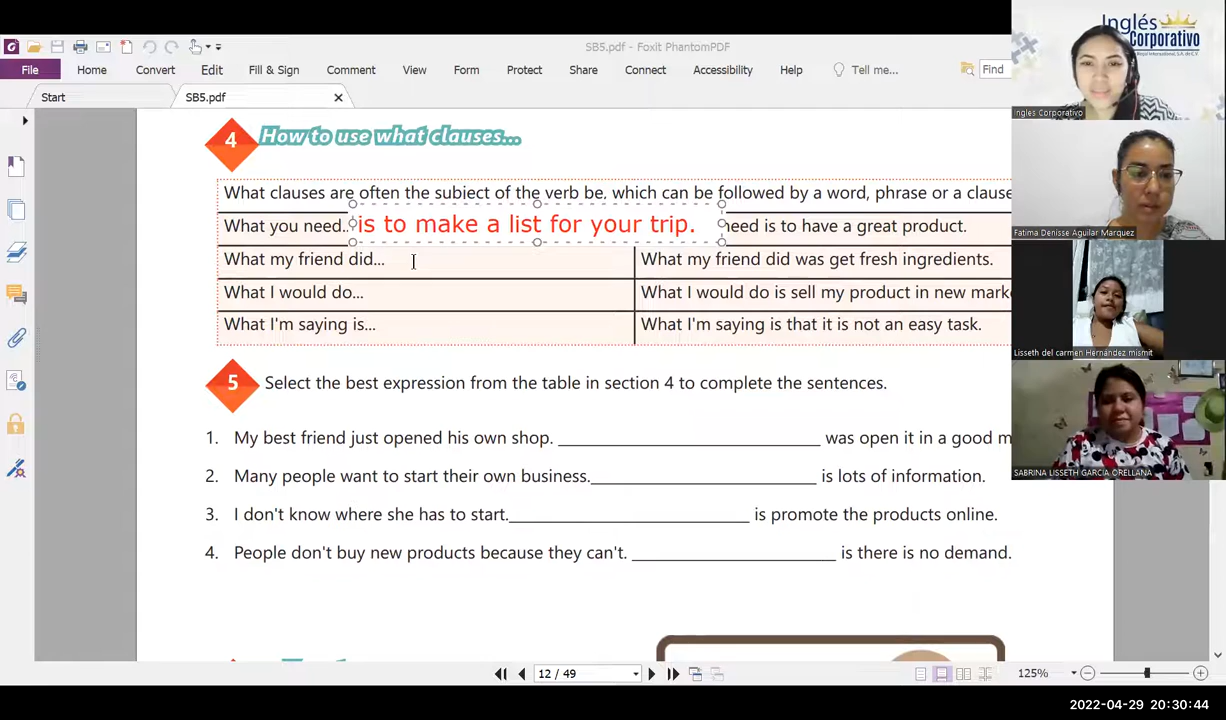 SB5.pdf - Foxit PhantomPDF
File Home Convert Edit Fill & Sign Comment View Form Protect Share Connect Accessibility Help Tell me... Find
Start SB5.pdf
4 How to use what clauses...
What clauses are often the subject of the verb be, which can be followed by a word, phrase or a clause
What you need.. is to make a list for your trip. need is to have a great product.
What my friend did... What my friend did was get fresh ingredients.
What I would do... What I would do is sell my product in new mark
What I'm saying is... What I'm saying is that it is not an easy task.
5 Select the best expression from the table in section 4 to complete the sentences.
1. My best friend just opened his own shop. ____________________ was open it in a good m
2. Many people want to start their own business. ____________________ is lots of information.
3. I don't know where she has to start. ____________________ is promote the products online.
4. People don't buy new products because they can't. ____________________ is there is no demand.
12 / 49
125%
Inglés
Corporativo
Ingles Corporativo
Fatima Denisse Aguilar Marquez
Lisseth del carmen Hernández mismit
SABRINA LISSETH GARCIA ORELLANA
2022-04-29 20:30:44